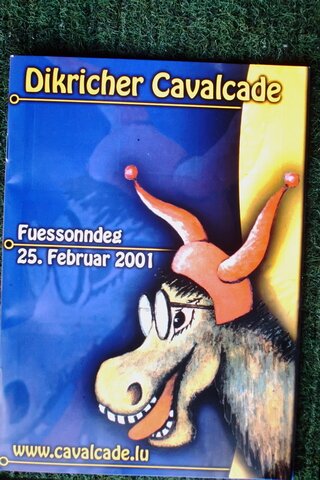 Dikricher Cavalcade
Fuessonndeg
25. Februar 2001
www.cavalcade.lu